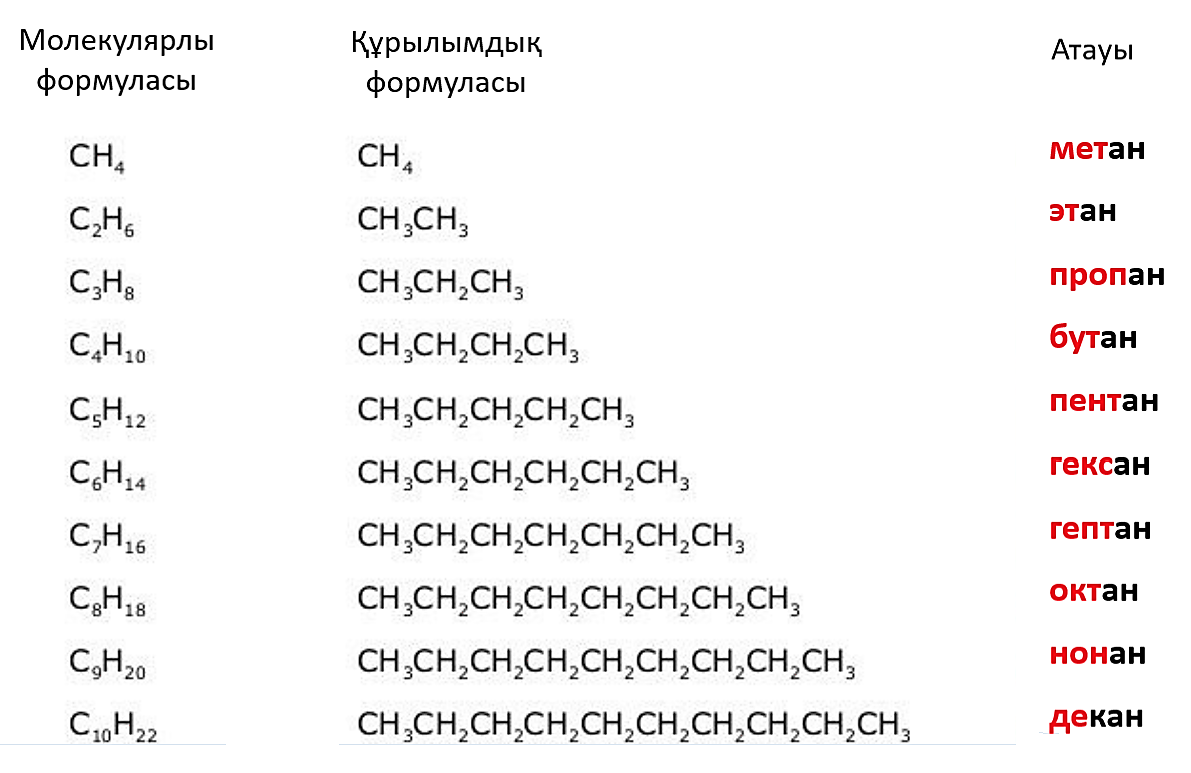 Молекулярлы формуласы
Құрылымдық формуласы
Атауы
CH₄ CH₄ метан
C₂H₆ CH₃CH₃ этан
C₃H₈ CH₃CH₂CH₃ пропан
C₄H₁₀ CH₃CH₂CH₂CH₃ бутан
C₅H₁₂ CH₃CH₂CH₂CH₂CH₃ пентан
C₆H₁₄ CH₃CH₂CH₂CH₂CH₂CH₃ гексан
C₇H₁₆ CH₃CH₂CH₂CH₂CH₂CH₂CH₃ гептан
C₈H₁₈ CH₃CH₂CH₂CH₂CH₂CH₂CH₂CH₃ октан
C₉H₂₀ CH₃CH₂CH₂CH₂CH₂CH₂CH₂CH₂CH₃ нонан
C₁₀H₂₂ CH₃CH₂CH₂CH₂CH₂CH₂CH₂CH₂CH₂CH₃ декан